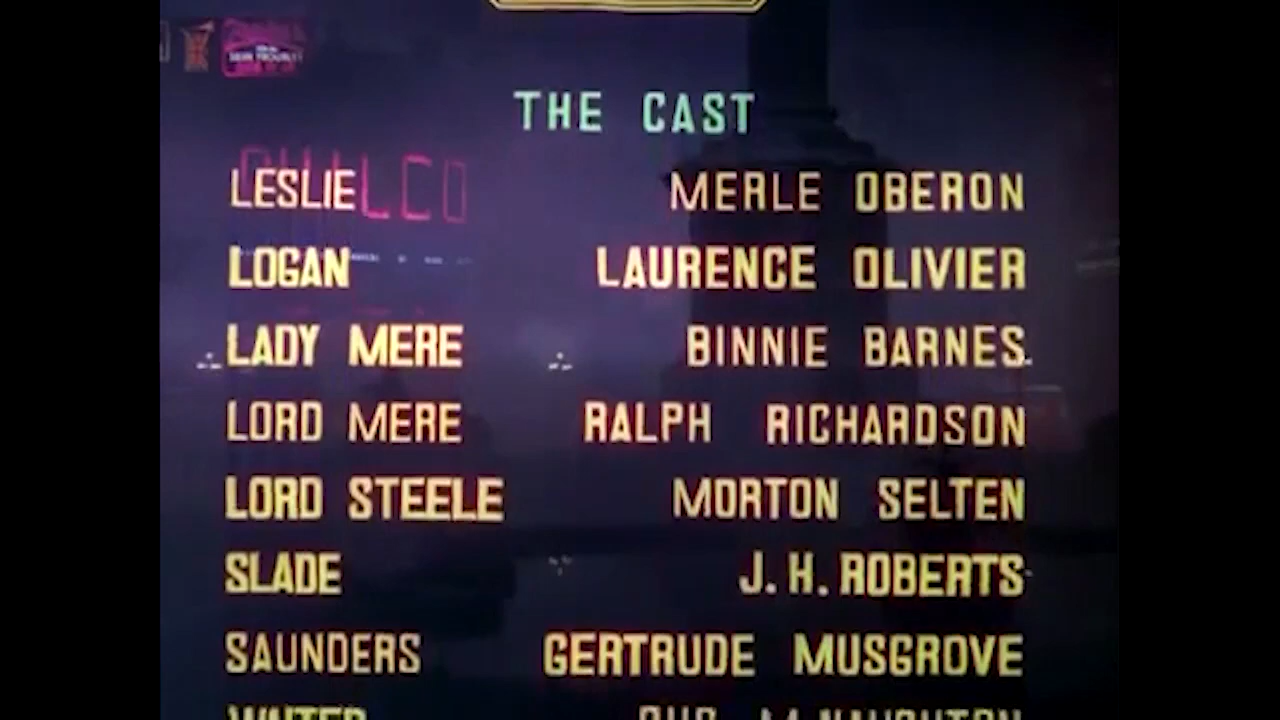 THE CAST
LESLIE MERLE OBERON
LOGAN LAURENCE OLIVIER
LADY MERE BINNIE BARNES
LORD MERE RALPH RICHARDSON
LORD STEELE MORTON SELTEN
SLADE J. H. ROBERTS
SAUNDERS GERTRUDE MUSGROVE